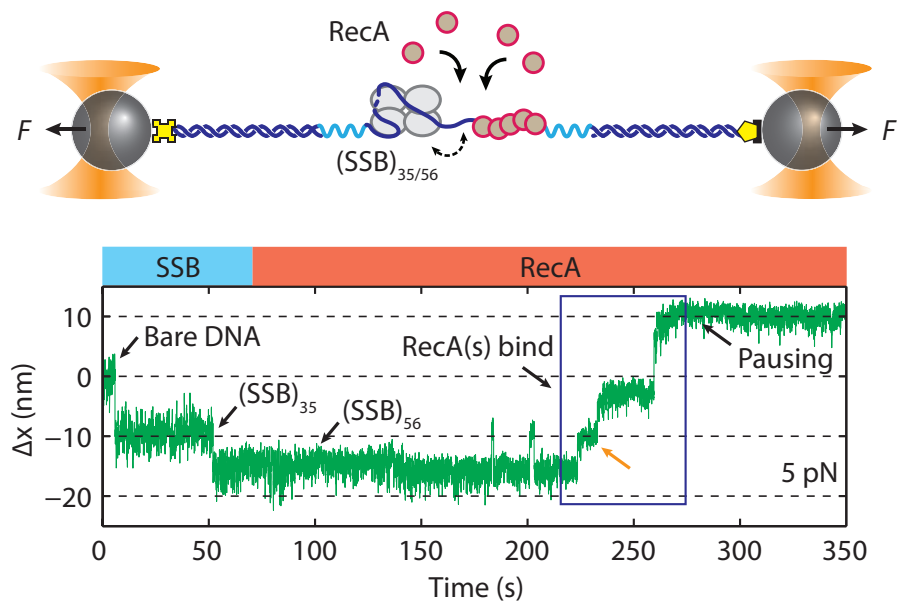 RecA
F
F
(SSB)35/56
SSB
RecA
10
0
−10
−20
Δx (nm)
Bare DNA
(SSB)35
(SSB)56
RecA(s) bind
Pausing
5 pN
0
50
100
150
200
250
300
350
Time (s)